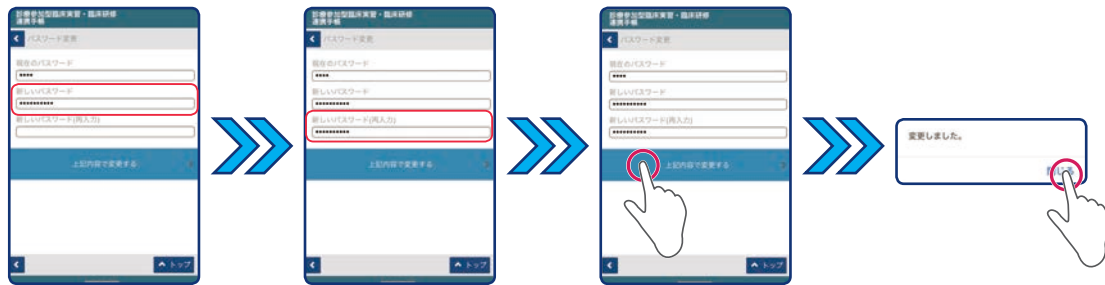 診療参加型臨床実習・臨床研修
連携手帳
パスワード変更
現在のパスワード
****
新しいパスワード
**********
新しいパスワード(再入力)
上記内容で変更する
トップ
診療参加型臨床実習・臨床研修
連携手帳
パスワード変更
現在のパスワード
****
新しいパスワード
**********
新しいパスワード(再入力)
**********
上記内容で変更する
トップ
診療参加型臨床実習・臨床研修
連携手帳
パスワード変更
現在のパスワード
****
新しいパスワード
**********
新しいパスワード(再入力)
**********
上記内容で変更する
トップ
変更しました。
閉じる